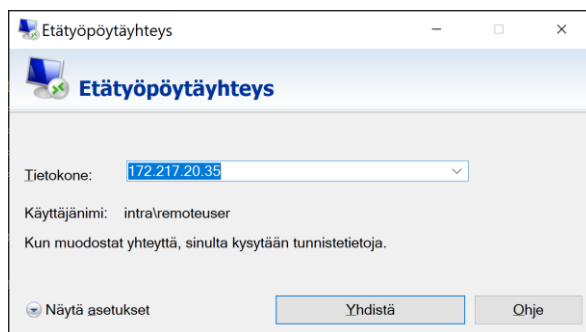 Etätyöpöytäyhteys
Etätyöpöytäyhteys
Tietokone: 172.217.20.35
Käyttäjänimi: intra\remoteuser
Kun muodostat yhteyttä, sinulta kysytään tunnistetietoja.
Näytä asetukset Yhdistä Ohje